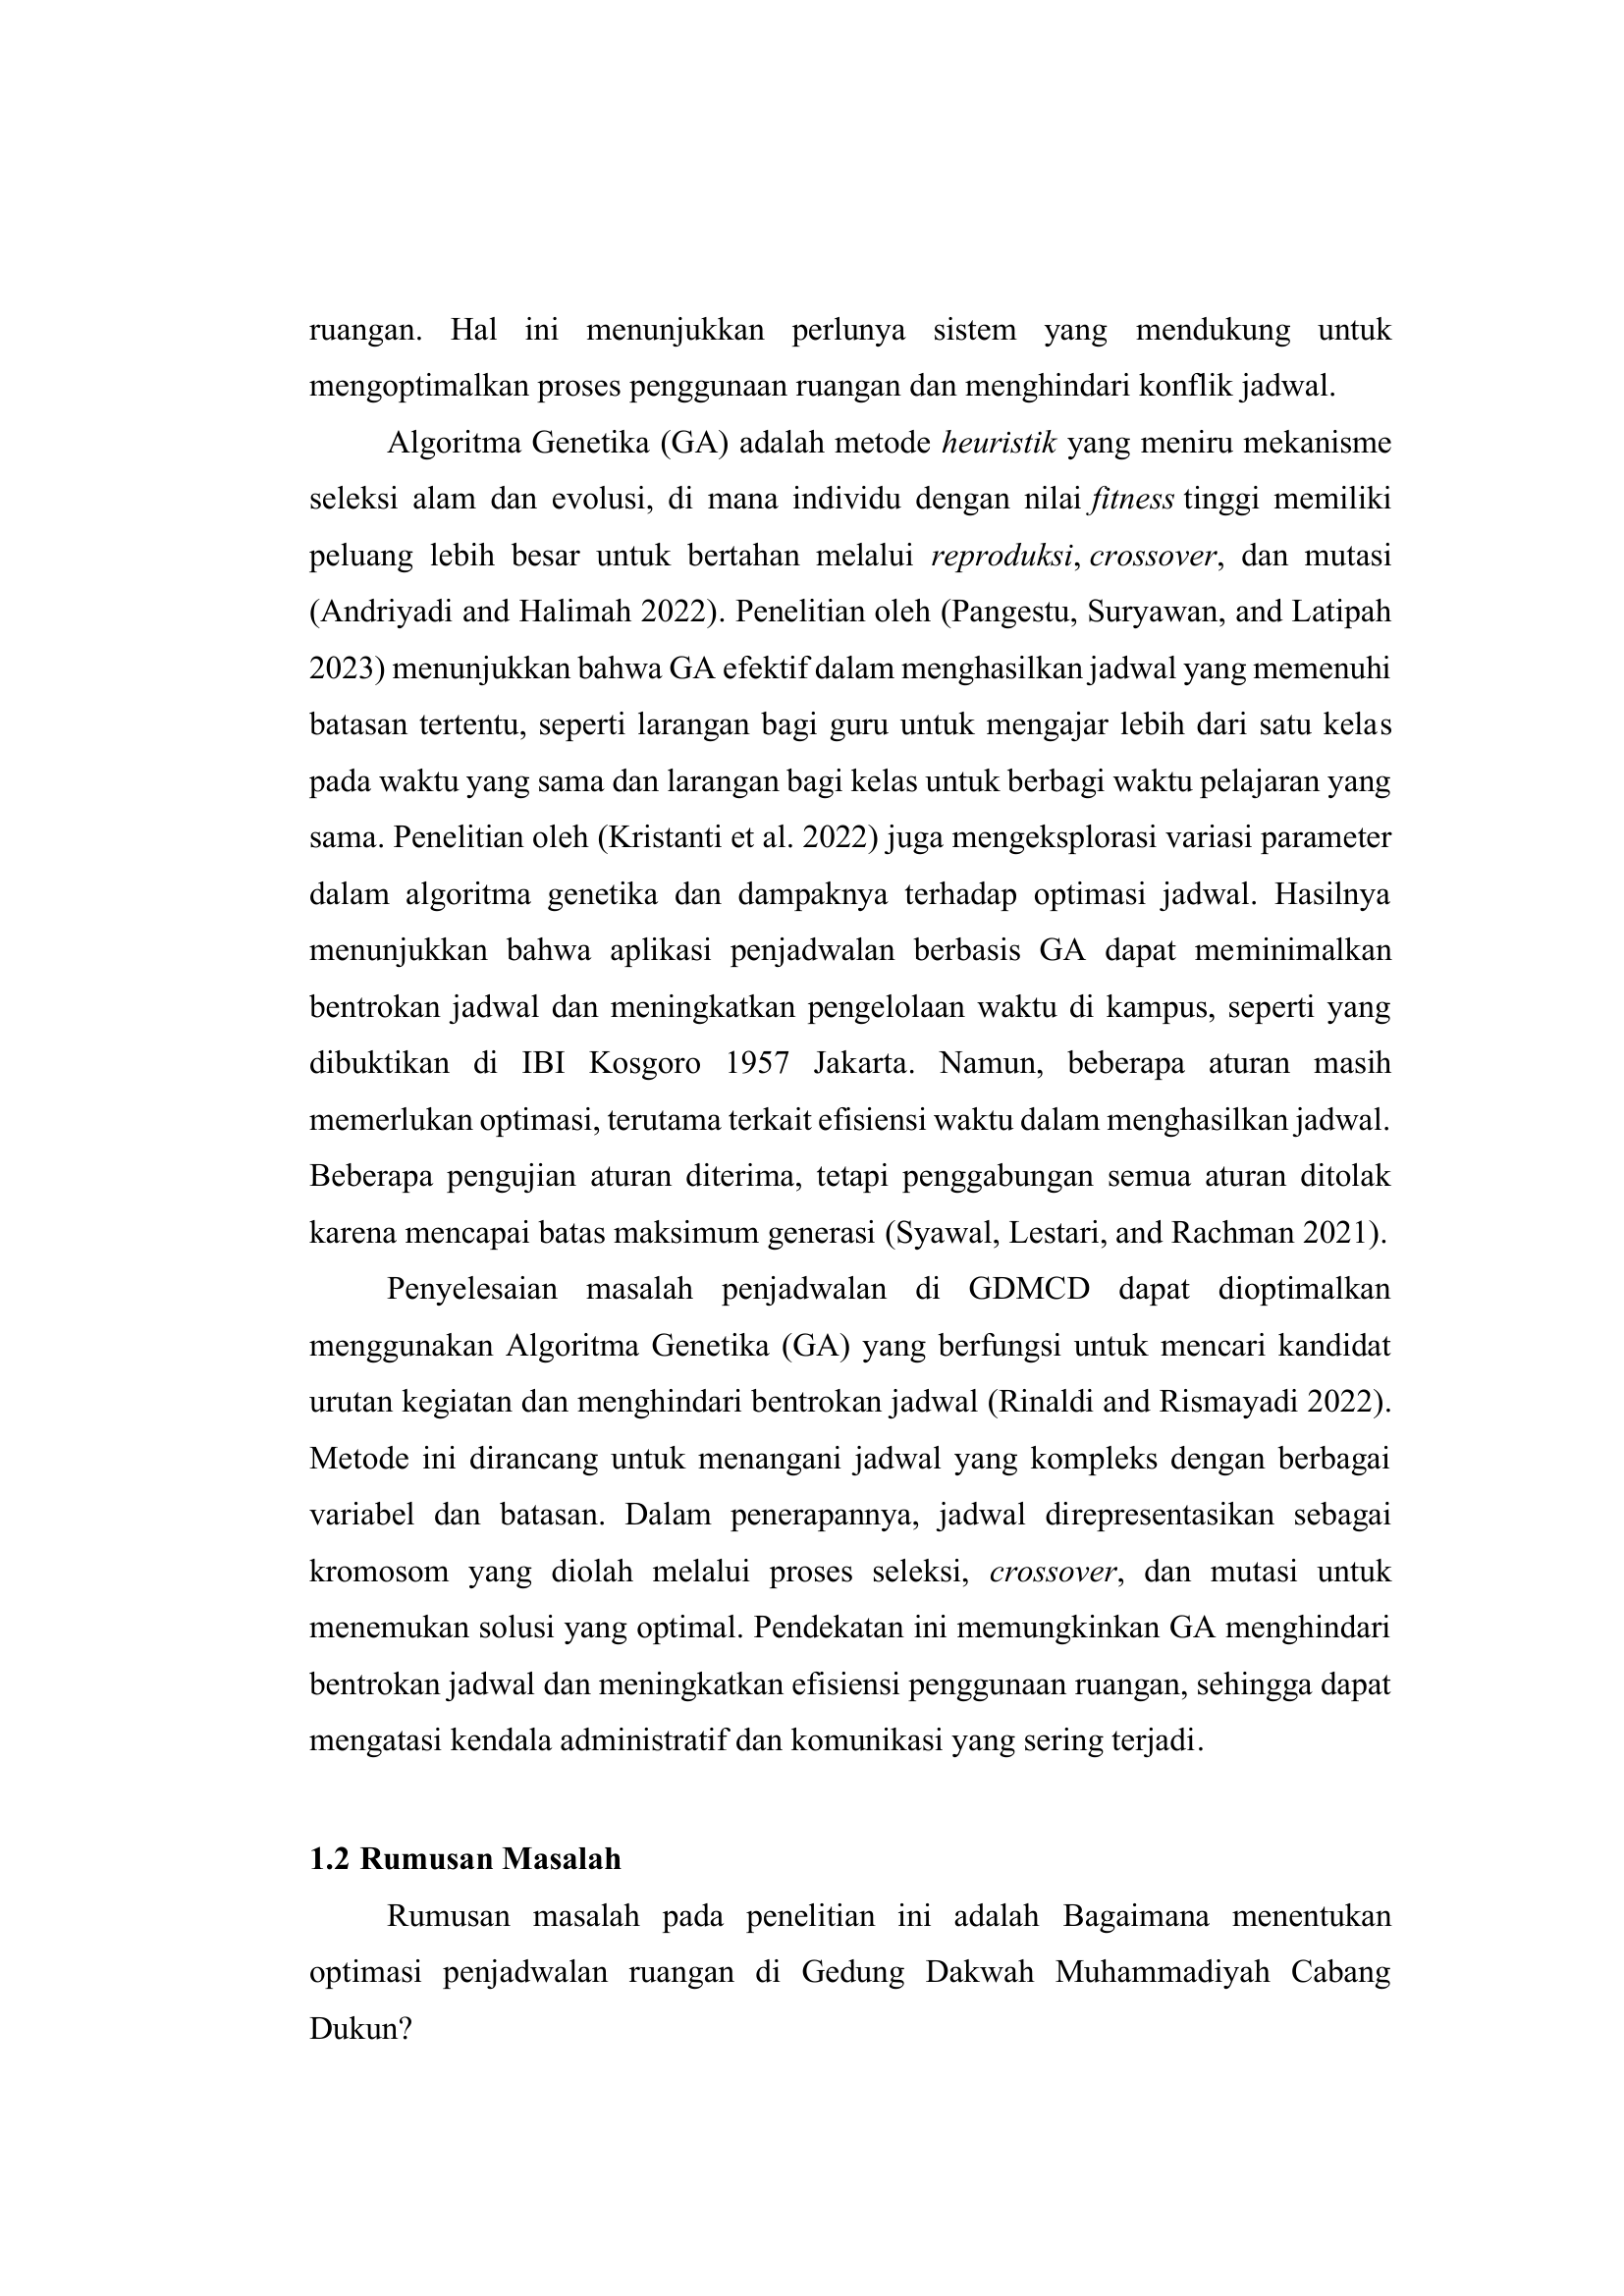 ruangan. Hal ini menunjukkan perlunya sistem yang mendukung untuk
mengoptimalkan proses penggunaan ruangan dan menghindari konflik jadwal.
Algoritma Genetika (GA) adalah metode heuristik yang meniru mekanisme
seleksi alam dan evolusi, di mana individu dengan nilai fitness tinggi memiliki
peluang lebih besar untuk bertahan melalui reproduksi, crossover, dan mutasi
(Andriyadi and Halimah 2022). Penelitian oleh (Pangestu, Suryawan, and Latipah
2023) menunjukkan bahwa GA efektif dalam menghasilkan jadwal yang memenuhi
batasan tertentu, seperti larangan bagi guru untuk mengajar lebih dari satu kelas
pada waktu yang sama dan larangan bagi kelas untuk berbagi waktu pelajaran yang
sama. Penelitian oleh (Kristanti et al. 2022) juga mengeksplorasi variasi parameter
dalam algoritma genetika dan dampaknya terhadap optimasi jadwal. Hasilnya
menunjukkan bahwa aplikasi penjadwalan berbasis GA dapat meminimalkan
bentrokan jadwal dan meningkatkan pengelolaan waktu di kampus, seperti yang
dibuktikan di IBI Kosgoro 1957 Jakarta. Namun, beberapa aturan masih
memerlukan optimasi, terutama terkait efisiensi waktu dalam menghasilkan jadwal.
Beberapa pengujian aturan diterima, tetapi penggabungan semua aturan ditolak
karena mencapai batas maksimum generasi (Syawal, Lestari, and Rachman 2021).
Penyelesaian masalah penjadwalan di GDMCD dapat dioptimalkan
menggunakan Algoritma Genetika (GA) yang berfungsi untuk mencari kandidat
urutan kegiatan dan menghindari bentrokan jadwal (Rinaldi and Rismayadi 2022).
Metode ini dirancang untuk menangani jadwal yang kompleks dengan berbagai
variabel dan batasan. Dalam penerapannya, jadwal direpresentasikan sebagai
kromosom yang diolah melalui proses seleksi, crossover, dan mutasi untuk
menemukan solusi yang optimal. Pendekatan ini memungkinkan GA menghindari
bentrokan jadwal dan meningkatkan efisiensi penggunaan ruangan, sehingga dapat
mengatasi kendala administratif dan komunikasi yang sering terjadi.
1.2 Rumusan Masalah
Rumusan masalah pada penelitian ini adalah Bagaimana menentukan
optimasi penjadwalan ruangan di Gedung Dakwah Muhammadiyah Cabang
Dukun?